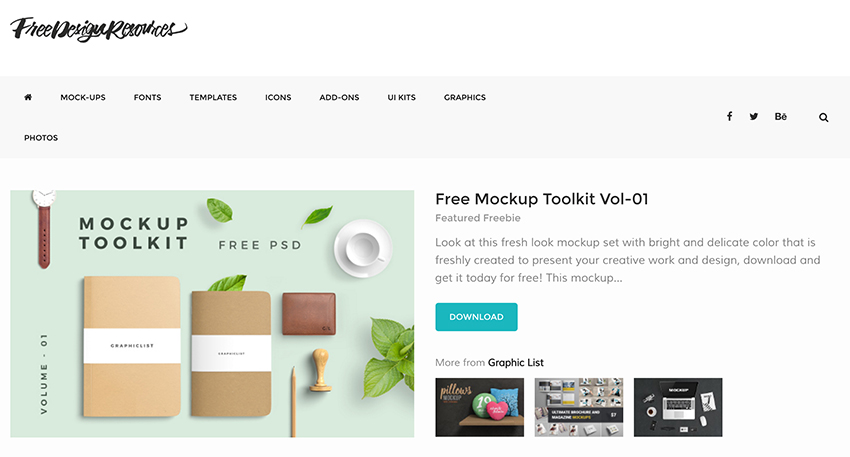 FreeDesignResources
MOCK-UPS FONTS TEMPLATES ICONS ADD-ONS UI KITS GRAPHICS
PHOTOS
Bē
MOCKUP
TOOLKIT FREE PSD
GRAPHICLIST
GRAPHICLIST
VOLUME - 01
Free Mockup Toolkit Vol-01
Featured Freebie
Look at this fresh look mockup set with bright and delicate color that is
freshly created to present your creative work and design, download and
get it today for free! This mockup...
DOWNLOAD
More from Graphic List
pillows
MOCKUP
19
ULTIMATE BROCHURE AND
MAGAZINE MOCKUPS $7
MOCKUP